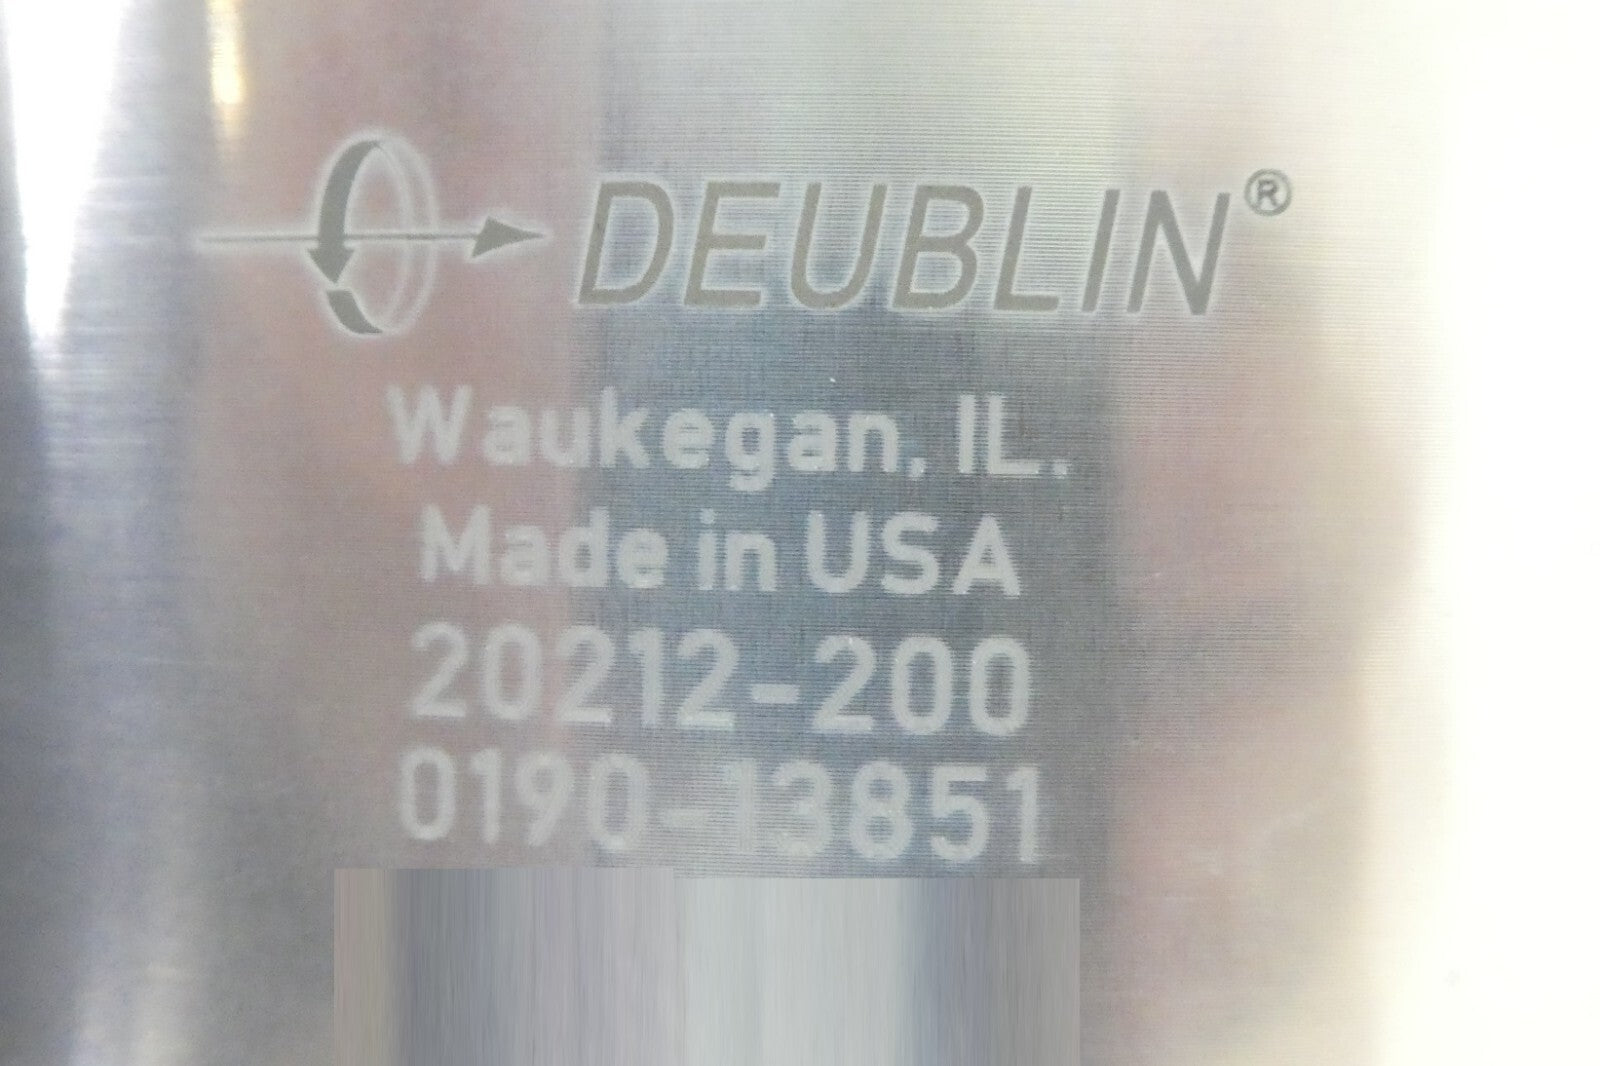 DEUBLIN®
Waukegan, IL.
Made in USA
20212-200
0190-13851